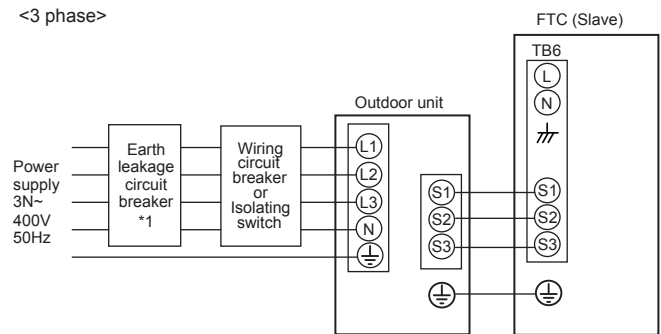 <3 phase>
FTC (Slave)
TB6
L
N
Outdoor unit
Power
supply
3N~
400V
50Hz
Earth
leakage
circuit
breaker
*1
Wiring
circuit
breaker
or
Isolating
switch
L1
L2
L3
N
S1
S2
S3
S1
S2
S3